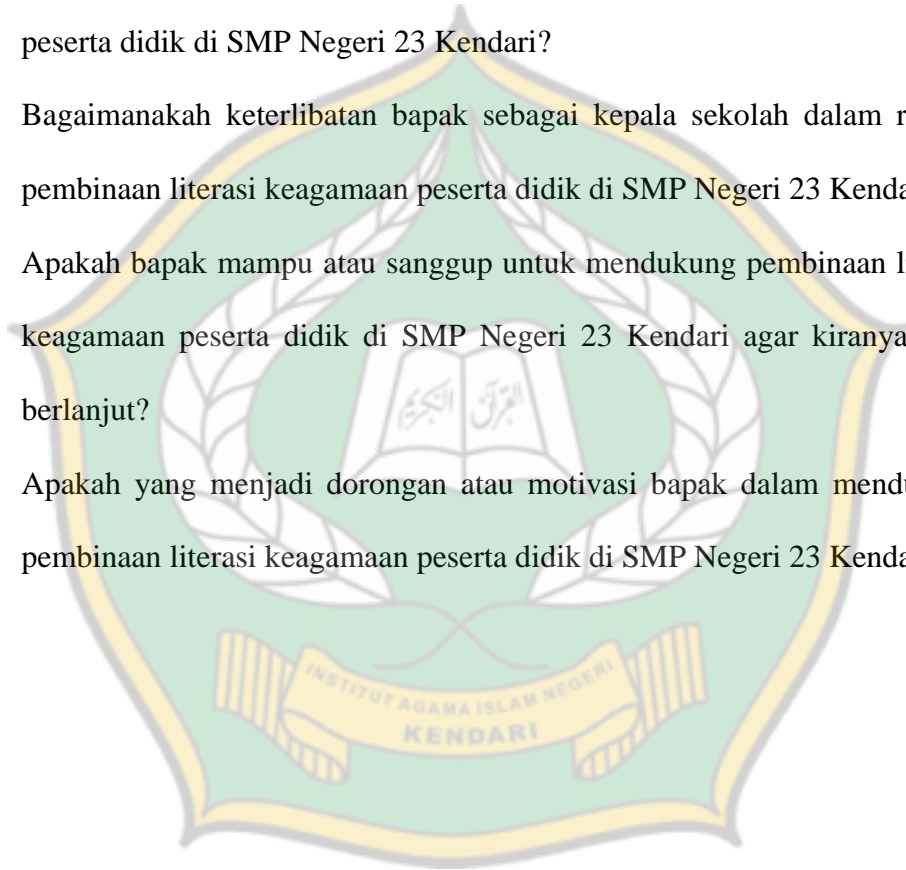 peserta didik di SMP Negeri 23 Kendari?
Bagaimanakah keterlibatan bapak sebagai kepala sekolah dalam
pembinaan literasi keagamaan peserta didik di SMP Negeri 23
Apakah bapak mampu atau sanggup untuk mendukung pembinaan
keagamaan peserta didik di SMP Negeri 23 Kendari agar kiranya
berlanjut?
Apakah yang menjadi dorongan atau motivasi bapak dalam
pembinaan literasi keagamaan peserta didik di SMP Negeri 23
القرآن الكريم
INSTITUT AGAMA ISLAM NEGERI
KENDARI